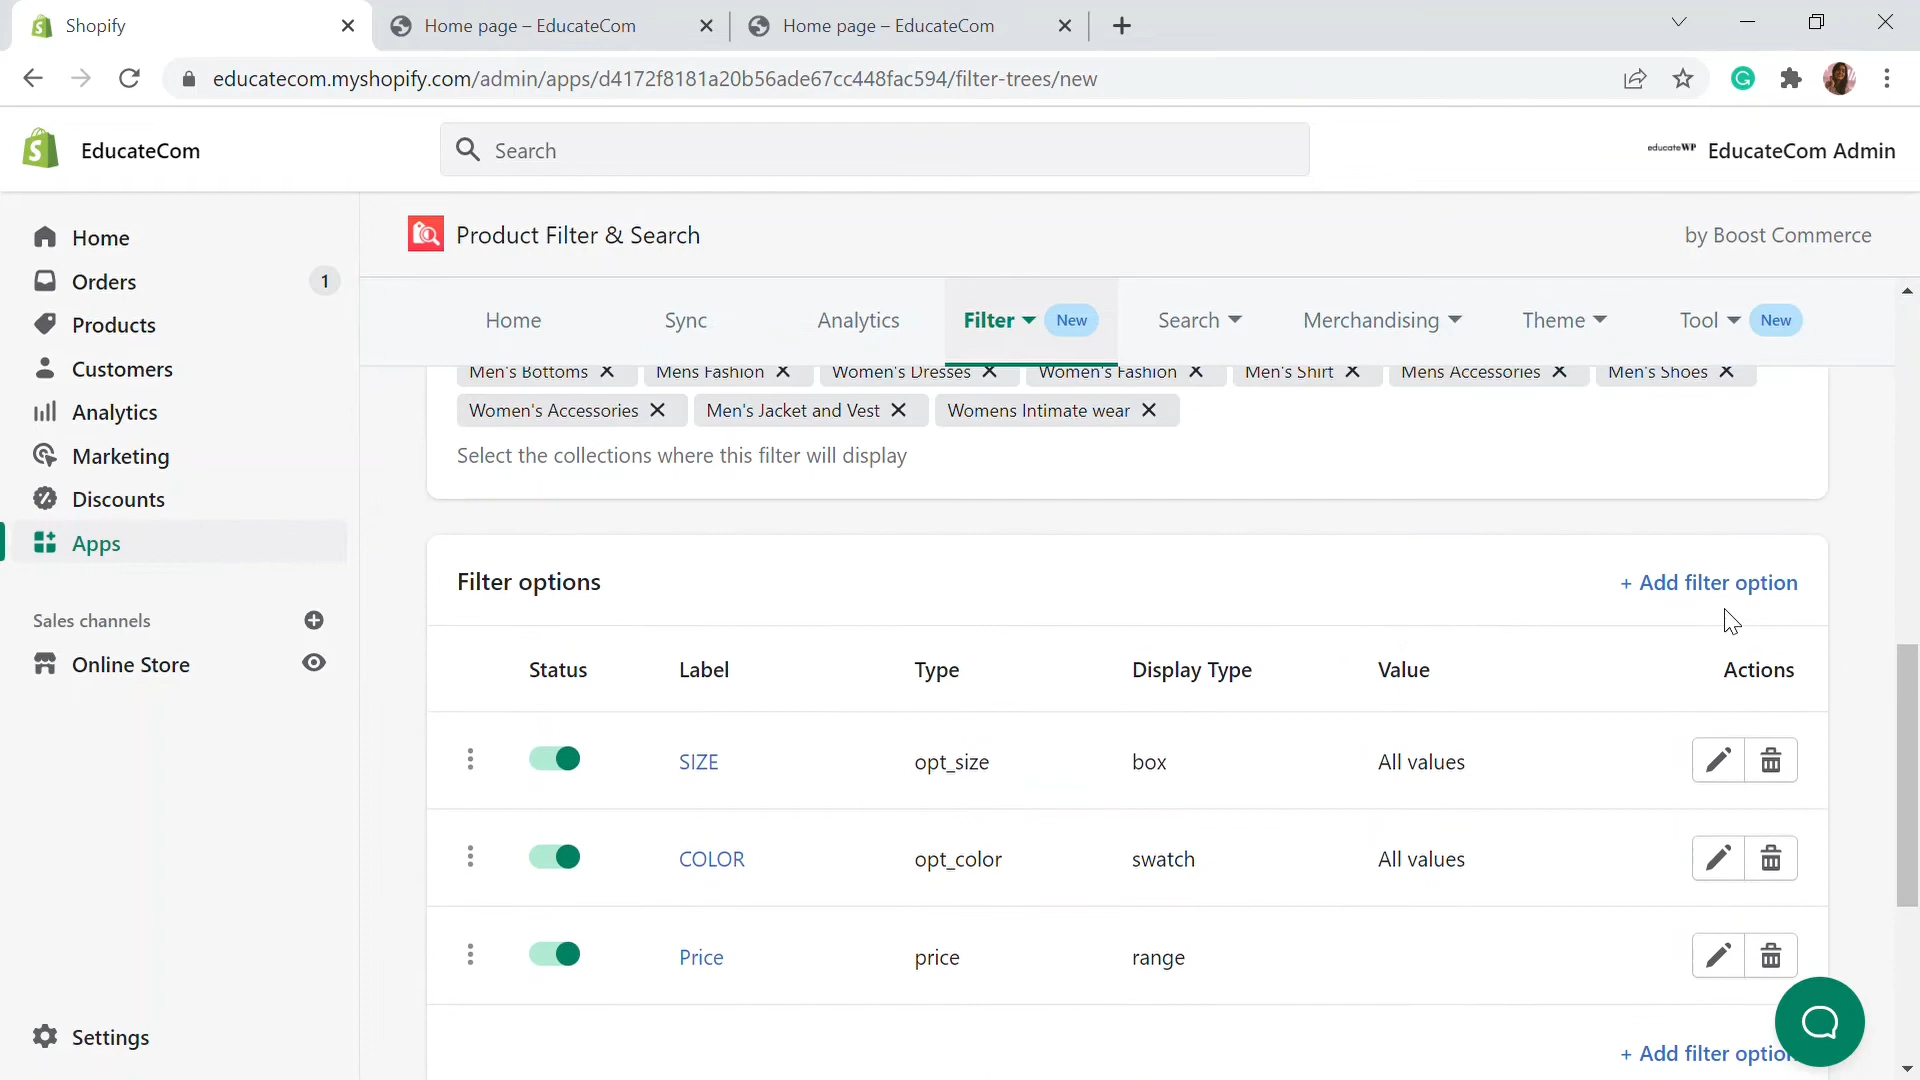 Shopify
Home page – EducateCom
Home page – EducateCom
educatecom.myshopify.com/admin/apps/d4172f8181a20b56ade67cc448fac594/filter-trees/new
EducateCom
Search
educateWP EducateCom Admin
Home
Orders 1
Products
Customers
Analytics
Marketing
Discounts
Apps
Sales channels
Online Store
Settings
Product Filter & Search
by Boost Commerce
Home Sync Analytics Filter New Search Merchandising Theme Tool New
Men's Bottoms Mens Fashion Women's Dresses Women's Fashion Men's Shirt Mens Accessories Men's Shoes
Women's Accessories Men's Jacket and Vest Womens Intimate wear
Select the collections where this filter will display
Filter options + Add filter option
Status Label Type Display Type Value Actions
SIZE opt_size box All values
COLOR opt_color swatch All values
Price price range
+ Add filter option